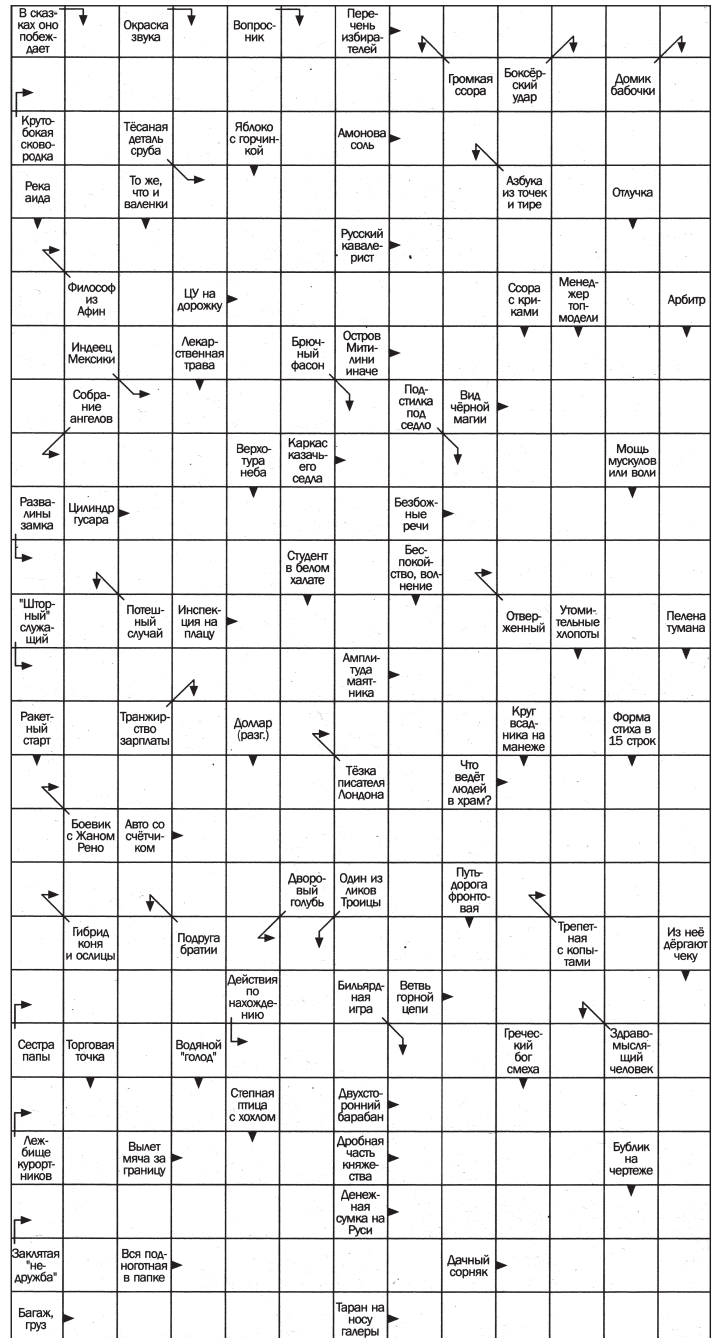 В сказ-
ках оно
побеж-
дает
Окраска
звука
Вопрос-
ник
Пере-
чень
избира-
телей
Громкая
ссора
Боксёр-
ский
удар
Домик
бабочки
Круто-
бокая
сково-
родка
Тёсаная
деталь
сруба
Яблоко
с горчин-
кой
Амонова
соль
Река
аида
То же,
что и
валенки
Азбука
из точек
и тире
Отлучка
Русский
кавале-
рист
Философ
из
Афин
ЦУ на
дорожку
Ссора
с кри-
ками
Менед-
жер
топ-
модели
Арбитр
Индеец
Мексики
Лекар-
ственная
трава
Брюч-
ный
фасон
Остров
Мити-
лини
иначе
Собра-
ние
ангелов
Под-
стилка
под
седло
Вид
чёрной
магии
Верхо-
тура
неба
Каркас
казачь-
его
седла
Мощь
мускулов
или воли
Разва-
лины
замка
Цилиндр
гусара
Безбож-
ные
речи
Студент
в белом
халате
Бес-
покой-
ство, вол-
нение
"Штор-
ный"
служа-
щий
Потеш-
ный
случай
Инспек-
ция на
плацу
Отвер-
женный
Утоми-
тельные
хлопоты
Пелена
тумана
Ампли-
туда
маят-
ника
Ракет-
ный
старт
Транжир-
ство
зарплаты
Доллар
(разг.)
Тёзка
писателя
Лондона
Круг
всад-
ника на
манеже
Форма
стиха в
15 строк
Что
ведёт
людей
в храм?
Боевик
с Жаном
Рено
Авто со
счётчи-
ком
Дворо-
вый
голубь
Один из
ликов
Троицы
Путь-
дорога
фронто-
вая
Гибрид
коня
и ослицы
Подруга
братии
Трепет-
ная
с копы-
тами
Из неё
дёргают
чеку
Действия
по
нахожде-
нию
Бильярд-
ная
игра
Ветвь
горной
цепи
Сестра
папы
Торговая
точка
Водяной
"голод"
Гречес-
кий
бог
смеха
Здраво-
мысля-
щий
человек
Степная
птица
с хохлом
Двухсто-
ронний
барабан
Леж-
бище
курорт-
ников
Вылет
мяча за
границу
Дробная
часть
княже-
ства
Бублик
на
чертеже
Денеж-
ная
сумка на
Руси
Заклятая
"не-
дружба"
Вся под-
ноготная
в папке
Дачный
сорняк
Багаж,
груз
Таран на
носу
галеры